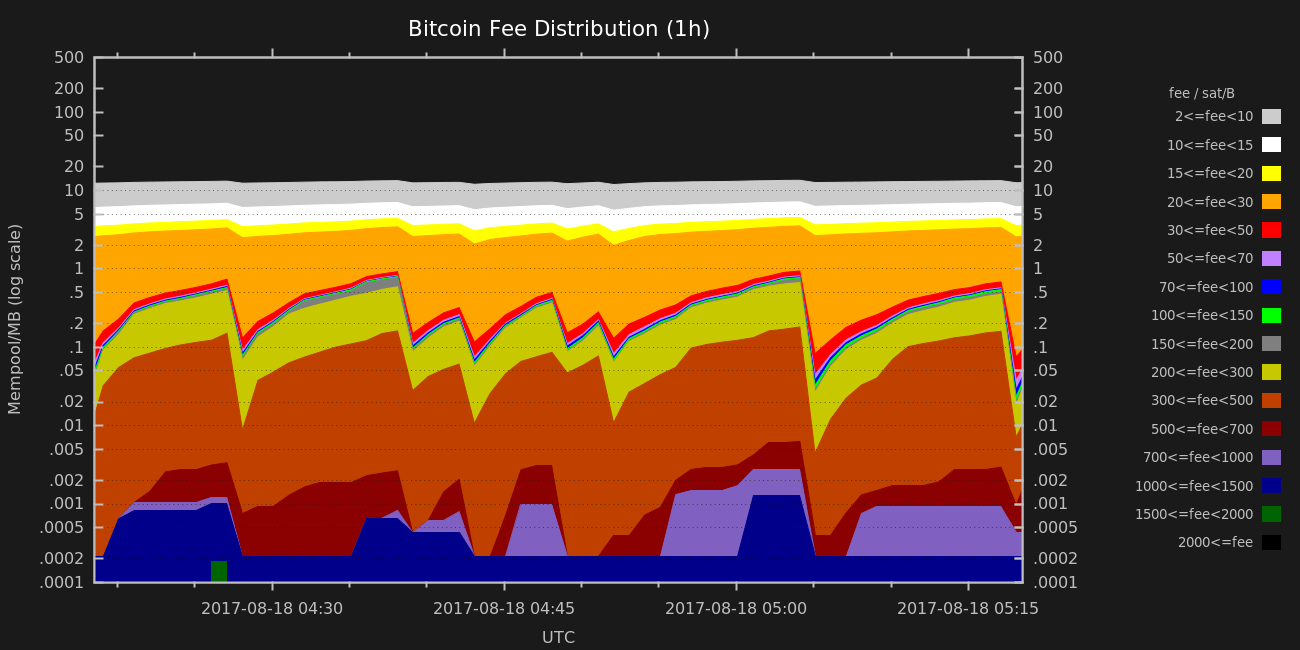 Bitcoin Fee Distribution (1h)
500 500
200 200
100 100
50 50
20 20
10 10
5 5
2 2
1 1
.5 .5
.2 .2
.1 .1
.05 .05
.02 .02
.01 .01
.005 .005
.002 .002
.001 .001
.0005 .0005
.0002 .0002
.0001 .0001
Mempool/MB (log scale)
2017-08-18 04:30 2017-08-18 04:45 2017-08-18 05:00 2017-08-18 05:15
UTC
fee / sat/B
2<=fee<10
10<=fee<15
15<=fee<20
20<=fee<30
30<=fee<50
50<=fee<70
70<=fee<100
100<=fee<150
150<=fee<200
200<=fee<300
300<=fee<500
500<=fee<700
700<=fee<1000
1000<=fee<1500
1500<=fee<2000
2000<=fee